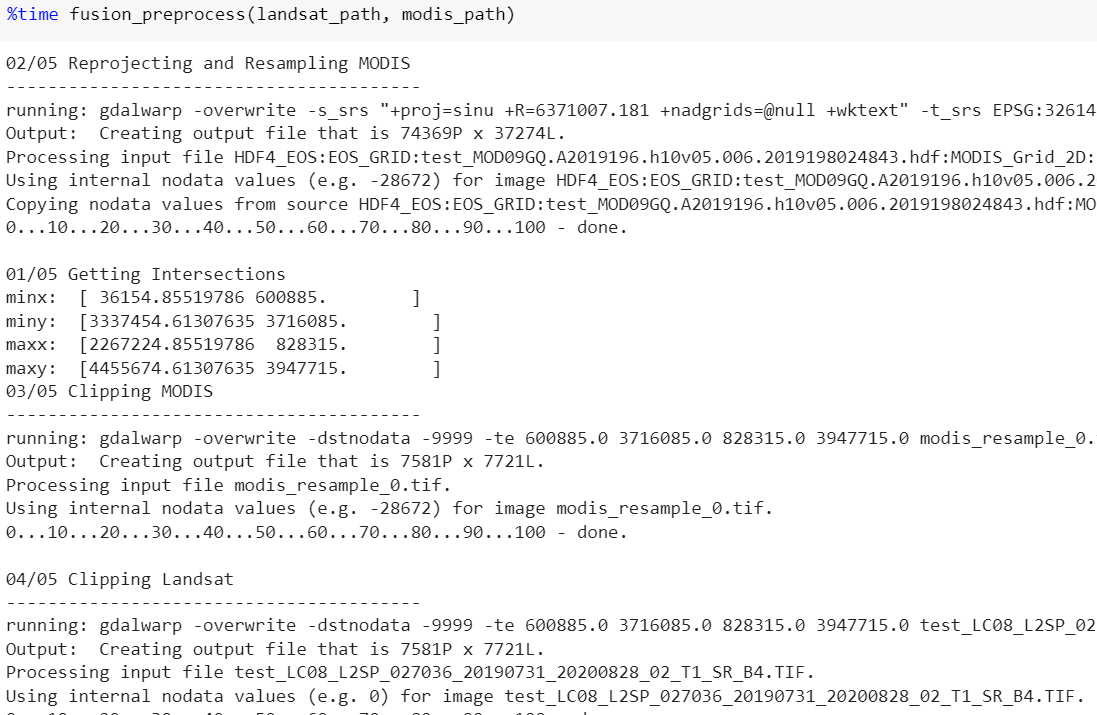 %time fusion_preprocess(landsat_path, modis_path)
02/05 Reprojecting and Resampling MODIS
----------------------------------------
running: gdalwarp -overwrite -s_srs "+proj=sinu +R=6371007.181 +nadgrids=@null +wktext" -t_srs EPSG:32614
Output:  Creating output file that is 74369P x 37274L.
Processing input file HDF4_EOS:EOS_GRID:test_MOD09GQ.A2019196.h10v05.006.2019198024843.hdf:MODIS_Grid_2D:
Using internal nodata values (e.g. -28672) for image HDF4_EOS:EOS_GRID:test_MOD09GQ.A2019196.h10v05.006.2
Copying nodata values from source HDF4_EOS:EOS_GRID:test_MOD09GQ.A2019196.h10v05.006.2019198024843.hdf:MO
0...10...20...30...40...50...60...70...80...90...100 - done.
01/05 Getting Intersections
minx:  [ 36154.85519786 600885.        ]
miny:  [3337454.61307635 3716085.        ]
maxx:  [2267224.85519786  828315.        ]
maxy:  [4455674.61307635 3947715.        ]
03/05 Clipping MODIS
----------------------------------------
running: gdalwarp -overwrite -dstnodata -9999 -te 600885.0 3716085.0 828315.0 3947715.0 modis_resample_0.
Output:  Creating output file that is 7581P x 7721L.
Processing input file modis_resample_0.tif.
Using internal nodata values (e.g. -28672) for image modis_resample_0.tif.
0...10...20...30...40...50...60...70...80...90...100 - done.
04/05 Clipping Landsat
----------------------------------------
running: gdalwarp -overwrite -dstnodata -9999 -te 600885.0 3716085.0 828315.0 3947715.0 test_LC08_L2SP_02
Output:  Creating output file that is 7581P x 7721L.
Processing input file test_LC08_L2SP_027036_20190731_20200828_02_T1_SR_B4.TIF.
Using internal nodata values (e.g. 0) for image test_LC08_L2SP_027036_20190731_20200828_02_T1_SR_B4.TIF.